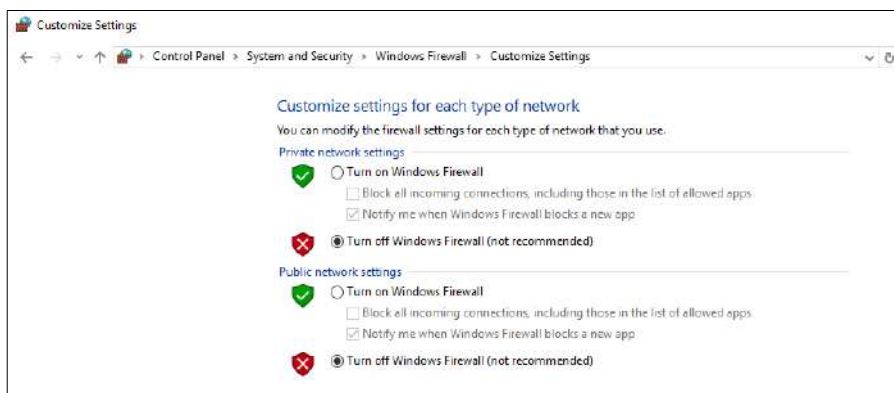 Customize Settings
Control Panel > System and Security > Windows Firewall > Customize Settings
Customize settings for each type of network
You can modify the firewall settings for each type of network that you use.
Private network settings
Turn on Windows Firewall
Block all incoming connections, including those in the list of allowed apps
Notify me when Windows Firewall blocks a new app
Turn off Windows Firewall (not recommended)
Public network settings
Turn on Windows Firewall
Block all incoming connections, including those in the list of allowed apps
Notify me when Windows Firewall blocks a new app
Turn off Windows Firewall (not recommended)